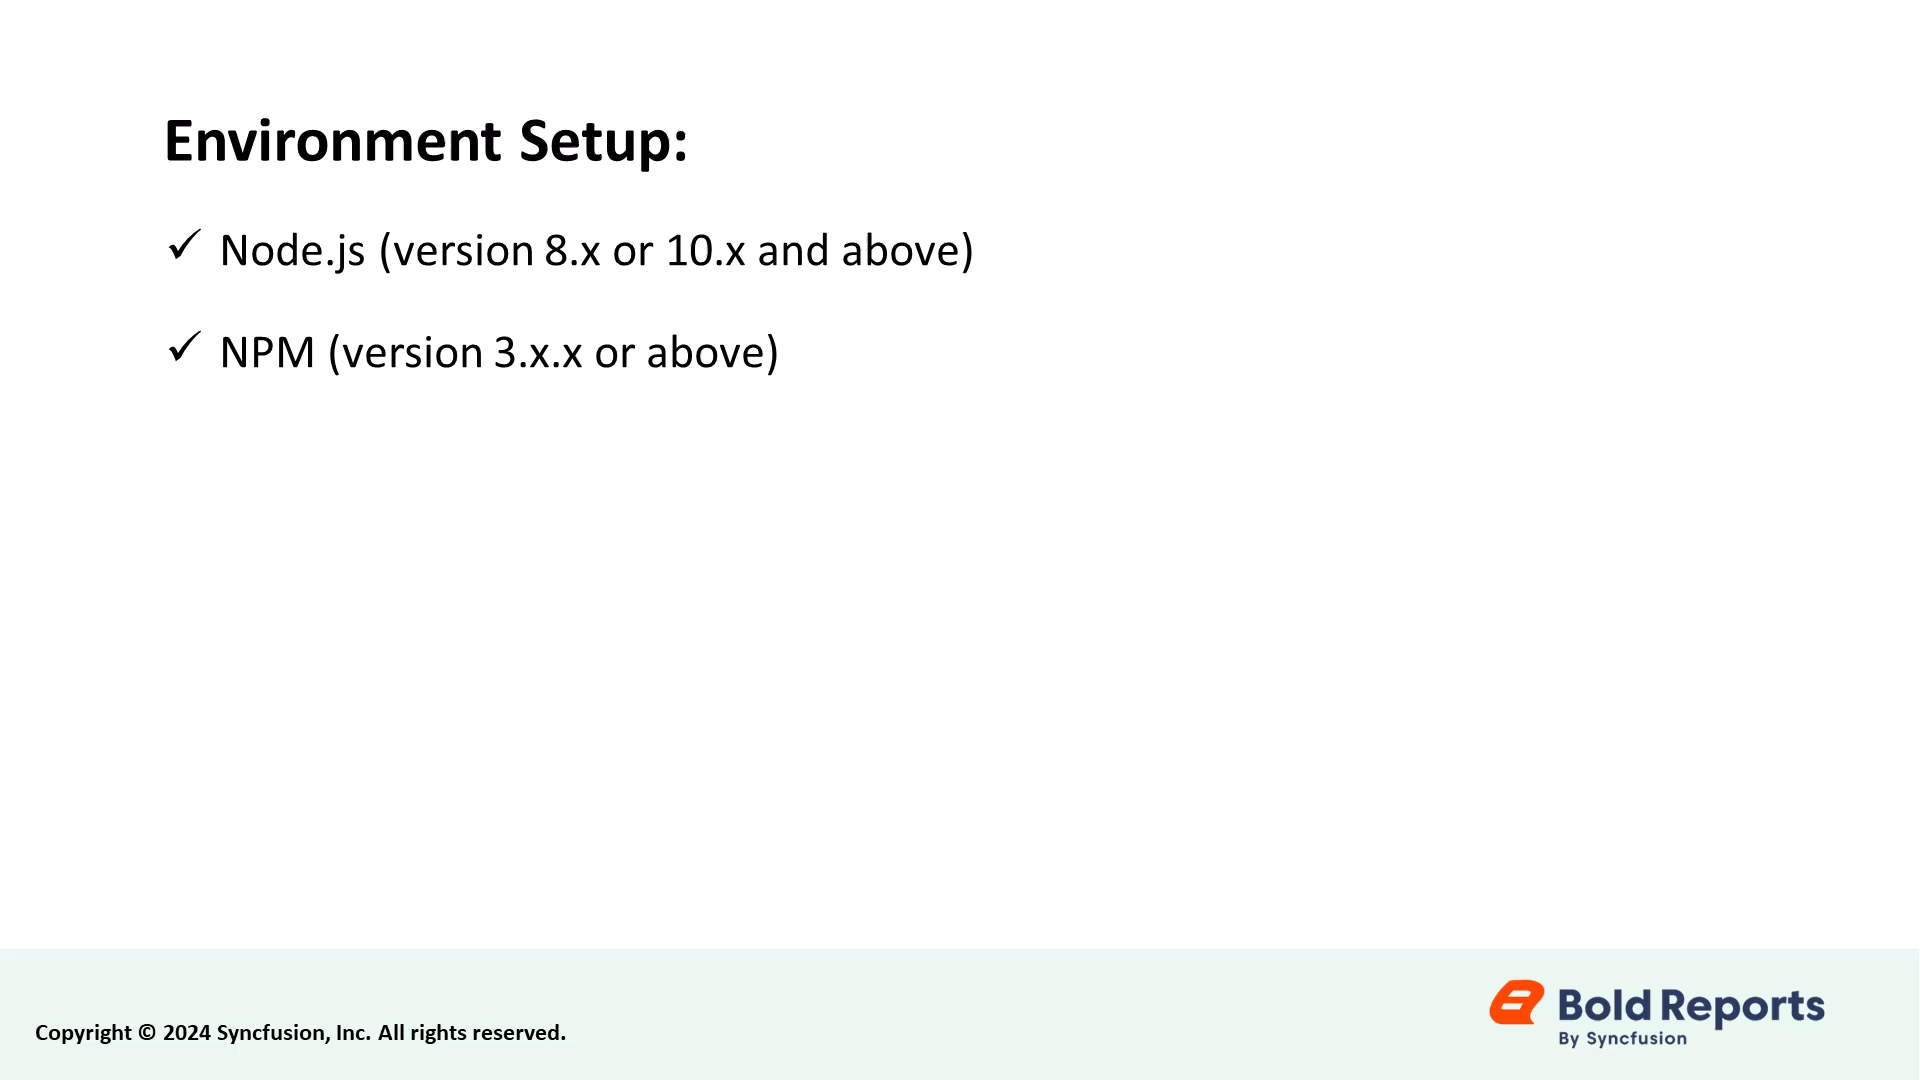 Environment Setup:
✓ Node.js (version 8.x or 10.x and above)
✓ NPM (version 3.x.x or above)
Copyright © 2024 Syncfusion, Inc. All rights reserved.
Bold Reports
By Syncfusion